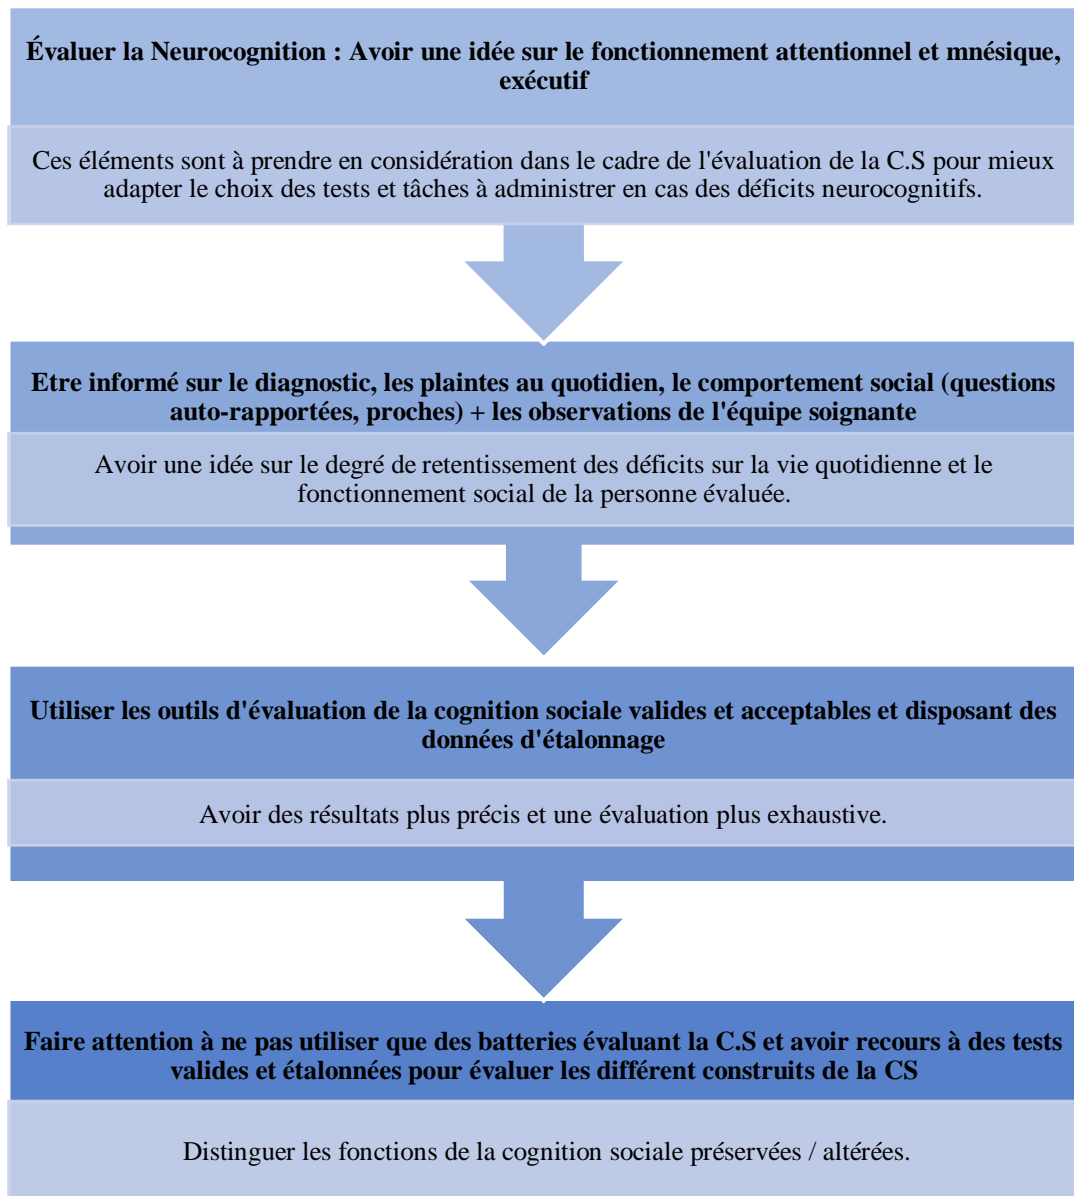 Évaluer la Neurocognition : Avoir une idée sur le fonctionnement attentionnel et mnésique,
exécutif
Ces éléments sont à prendre en considération dans le cadre de l'évaluation de la C.S pour mieux
adapter le choix des tests et tâches à administrer en cas des déficits neurocognitifs.
Etre informé sur le diagnostic, les plaintes au quotidien, le comportement social (questions
auto-rapportées, proches) + les observations de l'équipe soignante
Avoir une idée sur le degré de retentissement des déficits sur la vie quotidienne et le
fonctionnement social de la personne évaluée.
Utiliser les outils d'évaluation de la cognition sociale valides et acceptables et disposant des
données d'étalonnage
Avoir des résultats plus précis et une évaluation plus exhaustive.
Faire attention à ne pas utiliser que des batteries évaluant la C.S et avoir recours à des tests
valides et étalonnées pour évaluer les différent construits de la CS
Distinguer les fonctions de la cognition sociale préservées / altérées.